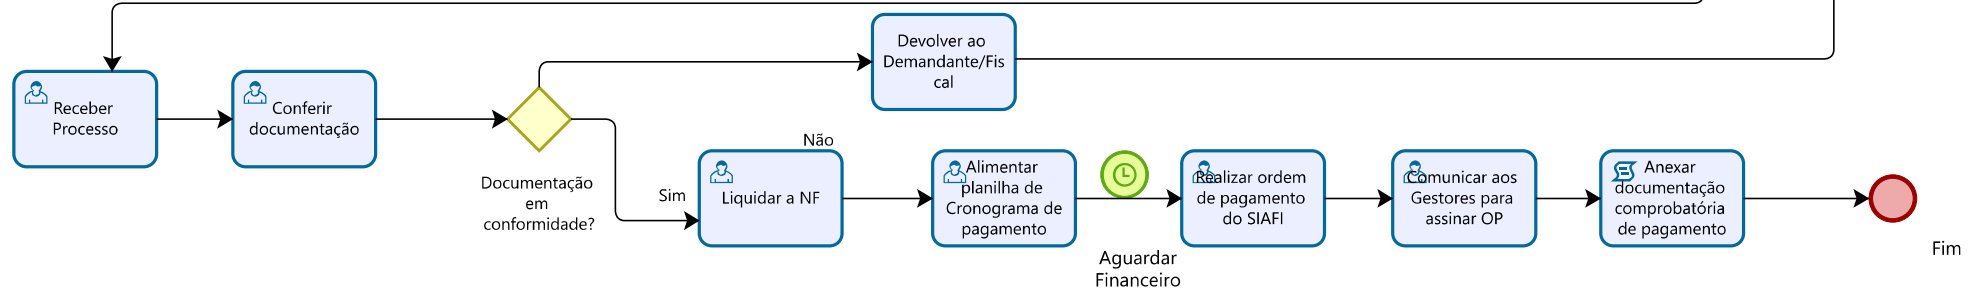 Devolver ao
Demandante/Fis
cal
Receber
Processo
Conferir
documentação
Documentação
em
conformidade?
Não
Sim
Liquidar a NF
Alimentar
planilha de
Cronograma de
pagamento
Aguardar
Financeiro
Realizar ordem
de pagamento
do SIAFI
Comunicar aos
Gestores para
assinar OP
Anexar
documentação
comprobatória
de pagamento
Fim